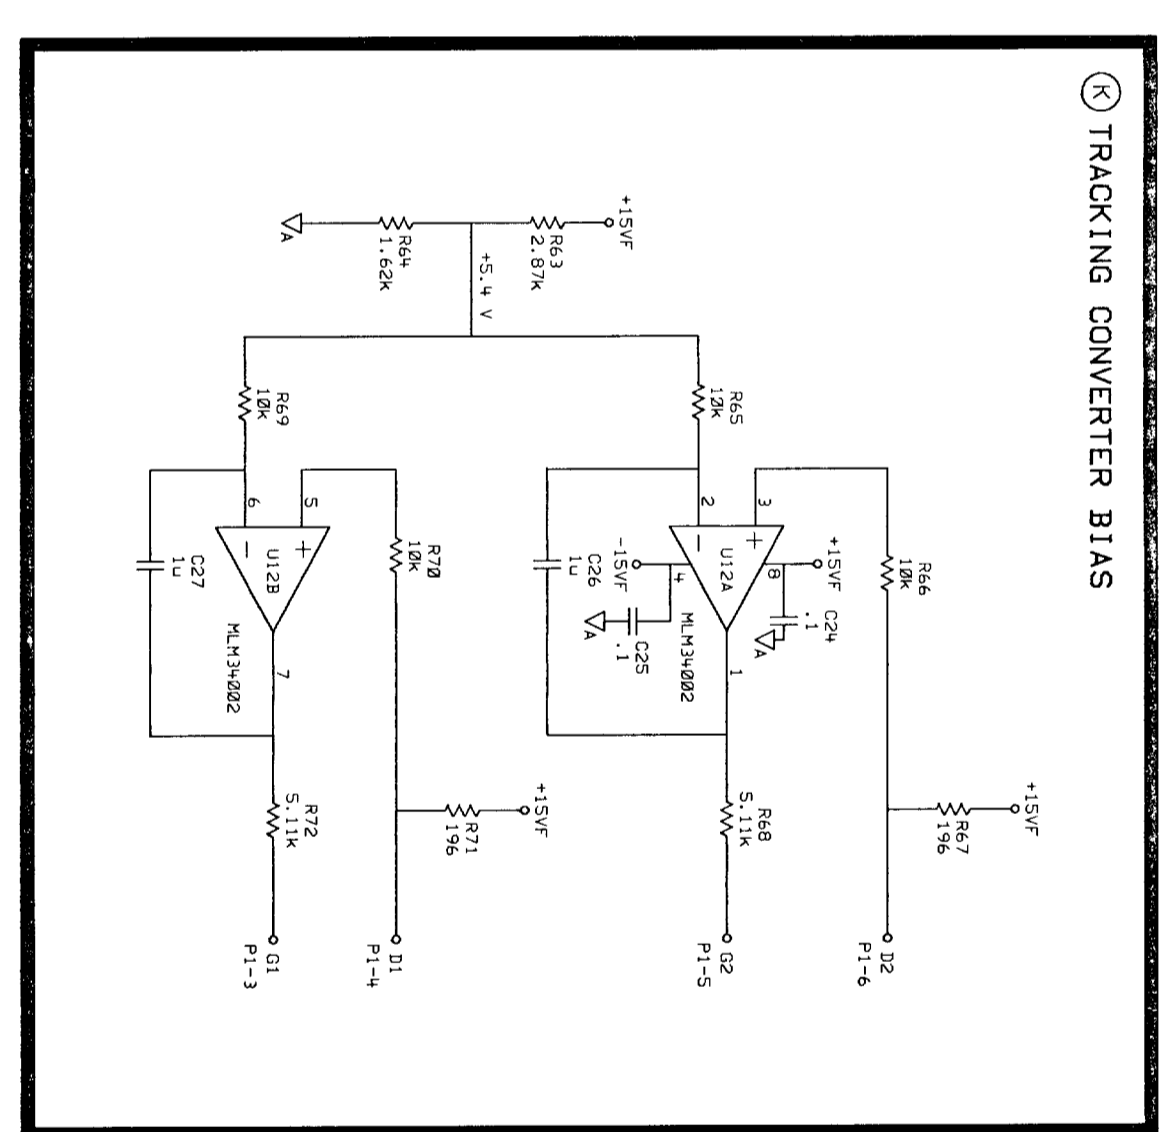 K TRACKING CONVERTER BIAS
+15VF
R63
2.87k
R64
1.62k
A
+5.4 V
R65
10k
R66
10k
R67
196
+15VF
D2
P1-6
3
2
+
−
U12A
8
4
1
+15VF
C24
.1
A
-15VF
C25
.1
A
MLM34002
C26
1u
R68
5.11k
G2
P1-5
R69
10k
R70
10k
+15VF
R71
196
D1
P1-4
5
6
+
−
U12B
7
MLM34002
C27
1u
R72
5.11k
G1
P1-3